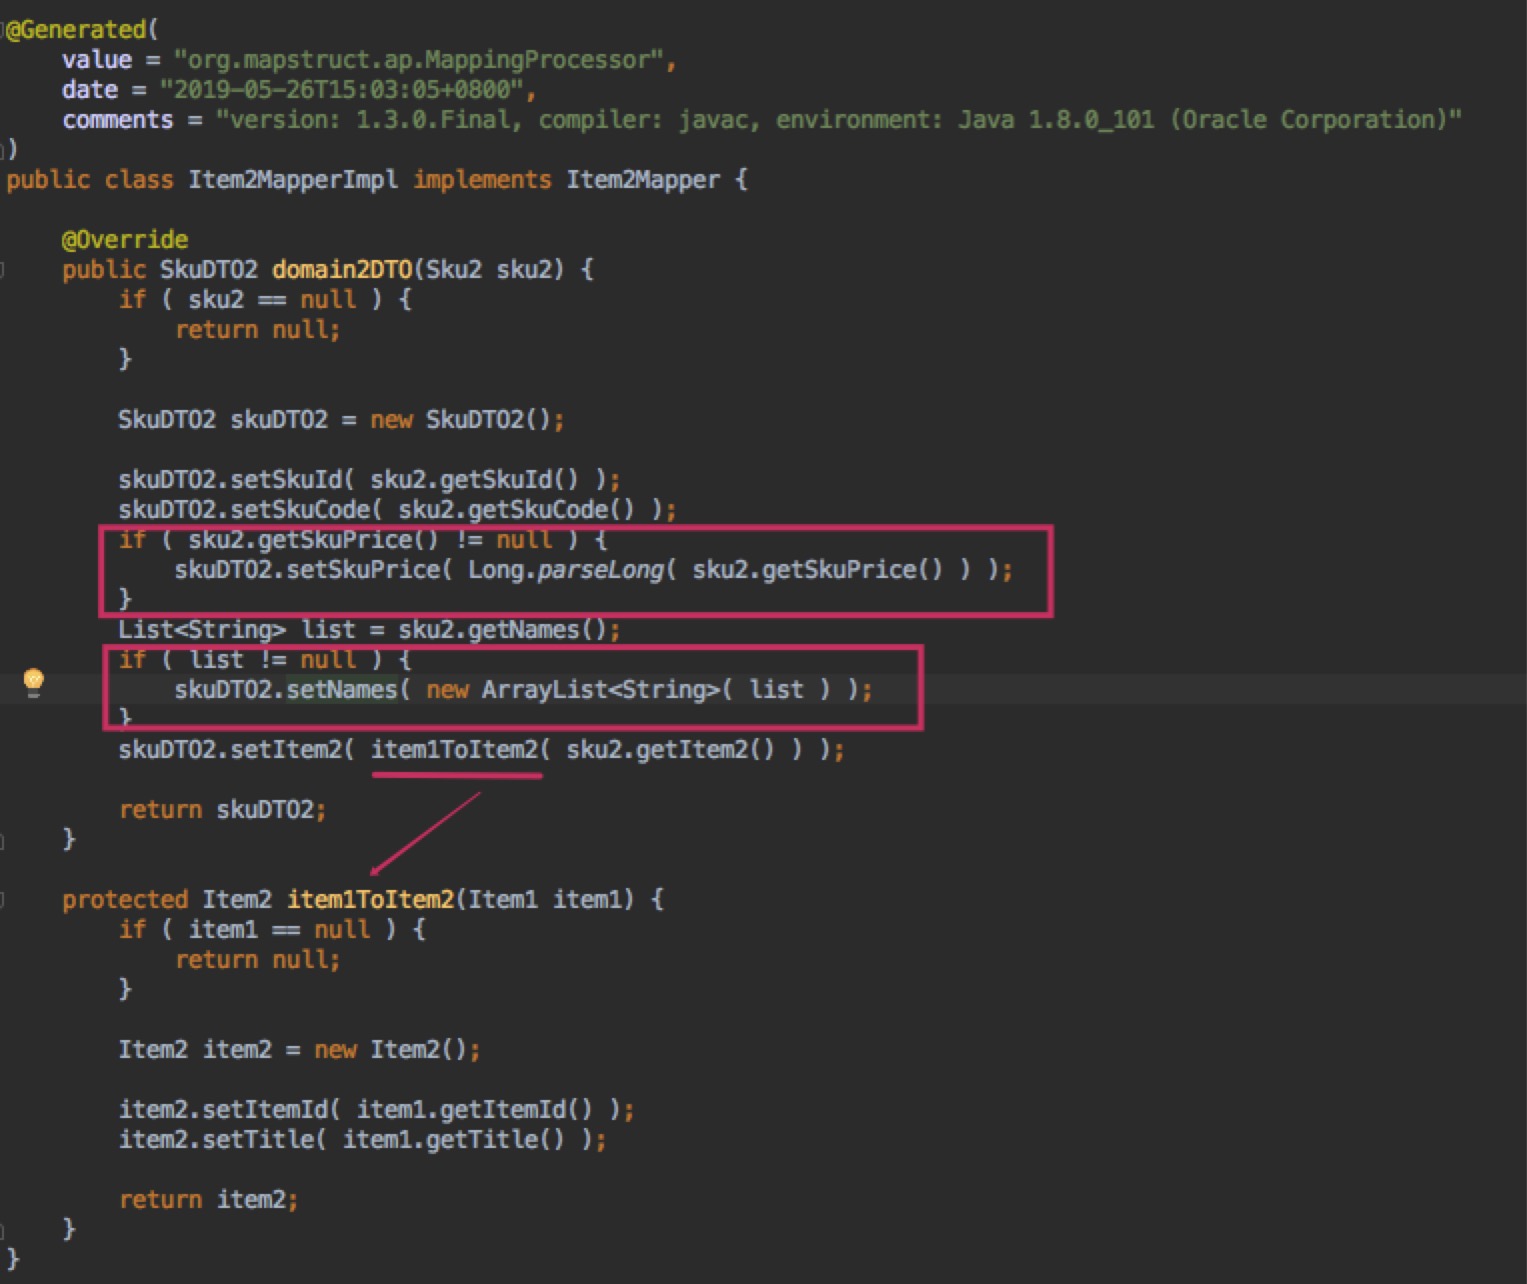 @Generated(
    value = "org.mapstruct.ap.MappingProcessor",
    date = "2019-05-26T15:03:05+0800",
    comments = "version: 1.3.0.Final, compiler: javac, environment: Java 1.8.0_101 (Oracle Corporation)"
)
public class Item2MapperImpl implements Item2Mapper {
    @Override
    public SkuDTO2 domain2DTO(Sku2 sku2) {
        if ( sku2 == null ) {
            return null;
        }
        SkuDTO2 skuDTO2 = new SkuDTO2();
        skuDTO2.setSkuId( sku2.getSkuId() );
        skuDTO2.setSkuCode( sku2.getSkuCode() );
        if ( sku2.getSkuPrice() != null ) {
            skuDTO2.setSkuPrice( Long.parseLong( sku2.getSkuPrice() ) );
        }
        List<String> list = sku2.getNames();
        if ( list != null ) {
            skuDTO2.setNames( new ArrayList<String>( list ) );
        }
        skuDTO2.setItem2( item1ToItem2( sku2.getItem2() ) );
        return skuDTO2;
    }
    protected Item2 item1ToItem2(Item1 item1) {
        if ( item1 == null ) {
            return null;
        }
        Item2 item2 = new Item2();
        item2.setItemId( item1.getItemId() );
        item2.setTitle( item1.getTitle() );
        return item2;
    }
}